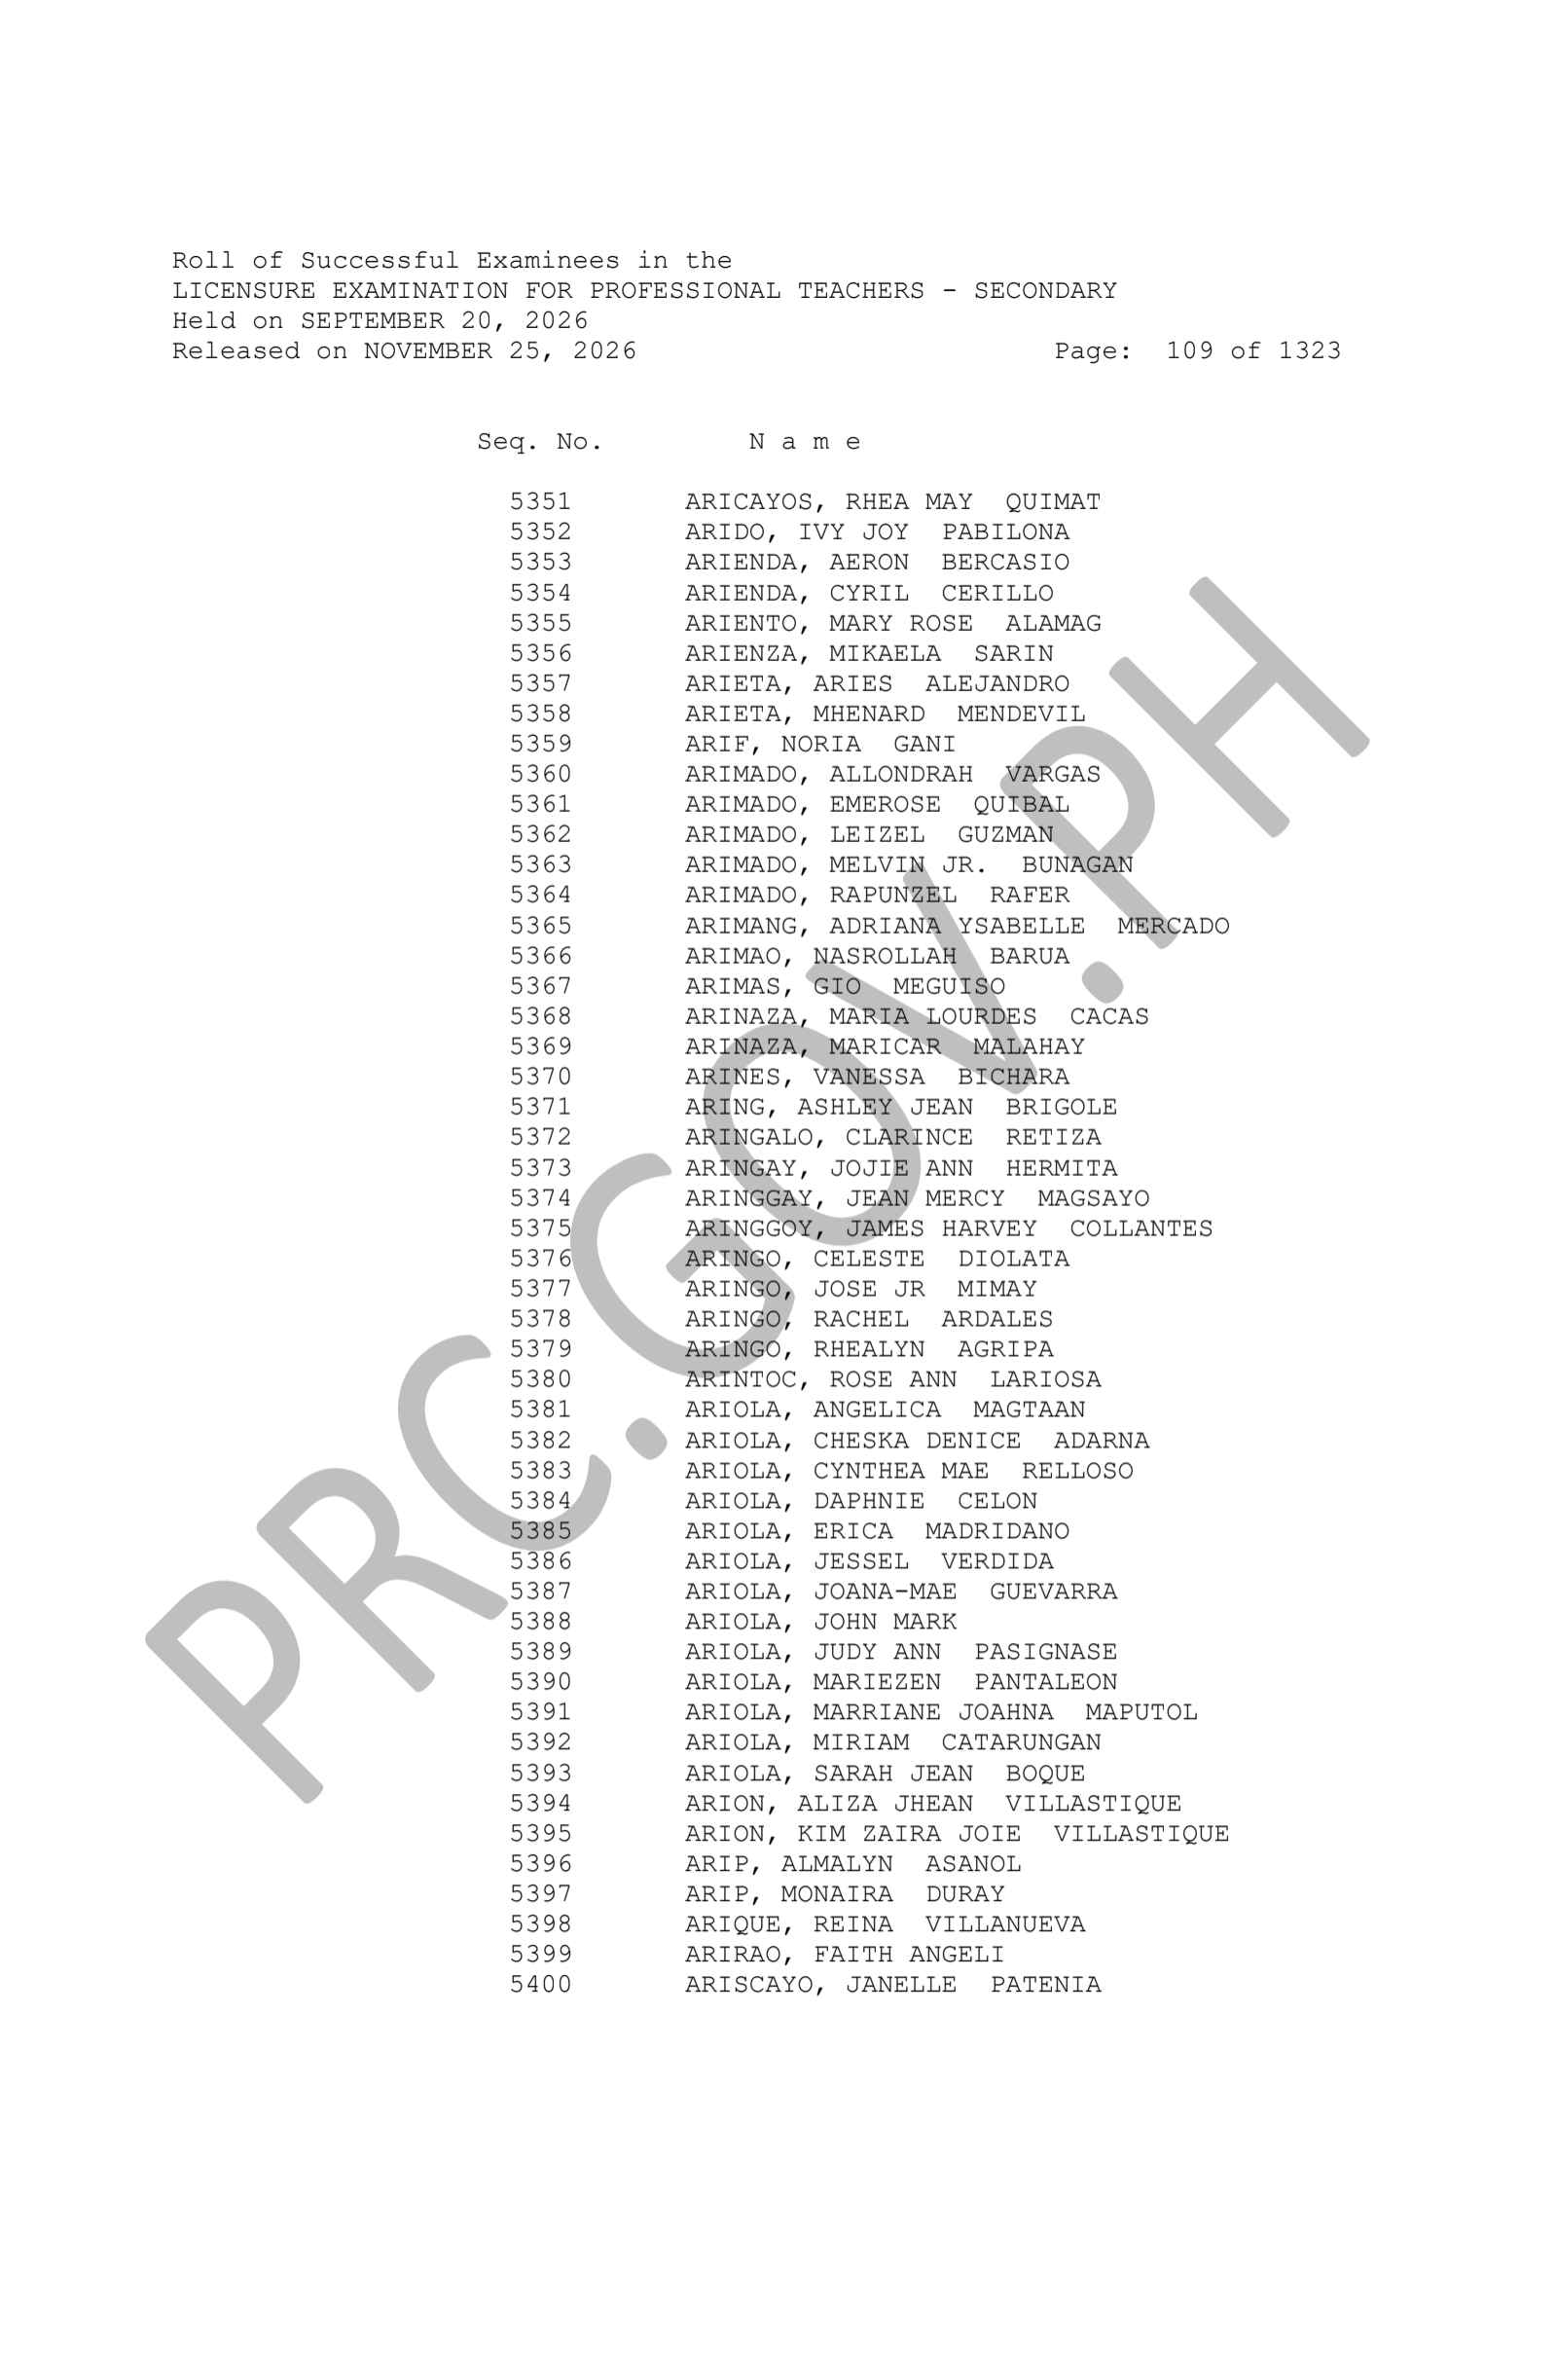 Roll of Successful Examinees in the
LICENSURE EXAMINATION FOR PROFESSIONAL TEACHERS - SECONDARY
Held on SEPTEMBER 20, 2026
Released on NOVEMBER 25, 2026 Page: 109 of 1323
Seq. No. N a m e
5351 ARICAYOS, RHEA MAY QUIMAT
5352 ARIDO, IVY JOY PABILONA
5353 ARIENDA, AERON BERCASIO
5354 ARIENDA, CYRIL CERILLO
5355 ARIENTO, MARY ROSE ALAMAG
5356 ARIENZA, MIKAELA SARIN
5357 ARIETA, ARIES ALEJANDRO
5358 ARIETA, MHENARD MENDEVIL
5359 ARIF, NORIA GANI
5360 ARIMADO, ALLONDRAH VARGAS
5361 ARIMADO, EMEROSE QUIBAL
5362 ARIMADO, LEIZEL GUZMAN
5363 ARIMADO, MELVIN JR. BUNAGAN
5364 ARIMADO, RAPUNZEL RAFER
5365 ARIMANG, ADRIANA YSABELLE MERCADO
5366 ARIMAO, NASROLLAH BARUA
5367 ARIMAS, GIO MEGUISO
5368 ARINAZA, MARIA LOURDES CACAS
5369 ARINAZA, MARICAR MALAHAY
5370 ARINES, VANESSA BICHARA
5371 ARING, ASHLEY JEAN BRIGOLE
5372 ARINGALO, CLARINCE RETIZA
5373 ARINGAY, JOJIE ANN HERMITA
5374 ARINGGAY, JEAN MERCY MAGSAYO
5375 ARINGGOY, JAMES HARVEY COLLANTES
5376 ARINGO, CELESTE DIOLATA
5377 ARINGO, JOSE JR MIMAY
5378 ARINGO, RACHEL ARDALES
5379 ARINGO, RHEALYN AGRIPA
5380 ARINTOC, ROSE ANN LARIOSA
5381 ARIOLA, ANGELICA MAGTAAN
5382 ARIOLA, CHESKA DENICE ADARNA
5383 ARIOLA, CYNTHEA MAE RELLOSO
5384 ARIOLA, DAPHNIE CELON
5385 ARIOLA, ERICA MADRIDANO
5386 ARIOLA, JESSEL VERDIDA
5387 ARIOLA, JOANA-MAE GUEVARRA
5388 ARIOLA, JOHN MARK
5389 ARIOLA, JUDY ANN PASIGNASE
5390 ARIOLA, MARIEZEN PANTALEON
5391 ARIOLA, MARRIANE JOAHNA MAPUTOL
5392 ARIOLA, MIRIAM CATARUNGAN
5393 ARIOLA, SARAH JEAN BOQUE
5394 ARION, ALIZA JHEAN VILLASTIQUE
5395 ARION, KIM ZAIRA JOIE VILLASTIQUE
5396 ARIP, ALMALYN ASANOL
5397 ARIP, MONAIRA DURAY
5398 ARIQUE, REINA VILLANUEVA
5399 ARIRAO, FAITH ANGELI
5400 ARISCAYO, JANELLE PATENIA
PRC.GOV.PH